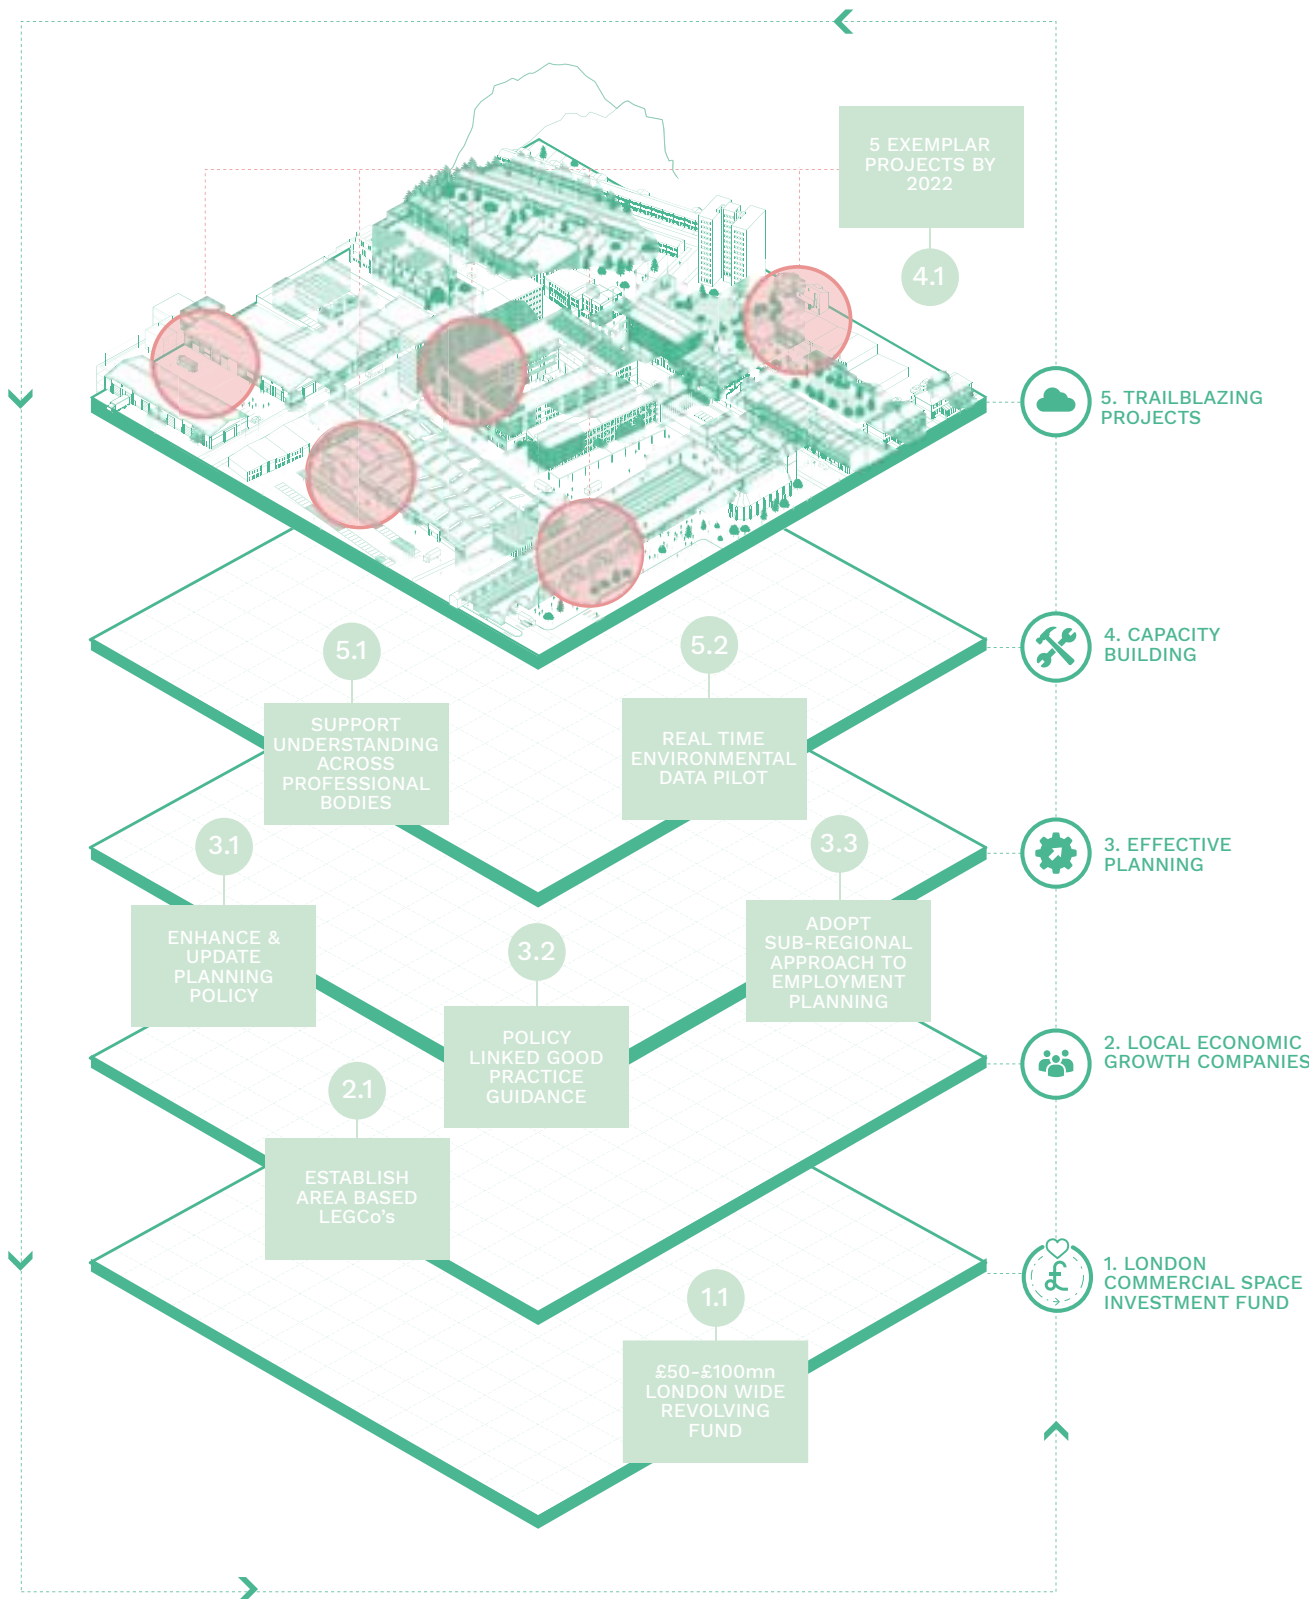 5 EXEMPLAR
PROJECTS BY
2022
4.1
5. TRAILBLAZING
PROJECTS
5.1
SUPPORT
UNDERSTANDING
ACROSS
PROFESSIONAL
BODIES
5.2
REAL TIME
ENVIRONMENTAL
DATA PILOT
4. CAPACITY
BUILDING
3.1
ENHANCE &
UPDATE
PLANNING
POLICY
3.2
POLICY
LINKED GOOD
PRACTICE
GUIDANCE
3.3
ADOPT
SUB-REGIONAL
APPROACH TO
EMPLOYMENT
PLANNING
3. EFFECTIVE
PLANNING
2.1
ESTABLISH
AREA BASED
LEGCo's
2. LOCAL ECONOMIC
GROWTH COMPANIES
1.1
£50-£100mn
LONDON WIDE
REVOLVING
FUND
£
1. LONDON
COMMERCIAL SPACE
INVESTMENT FUND